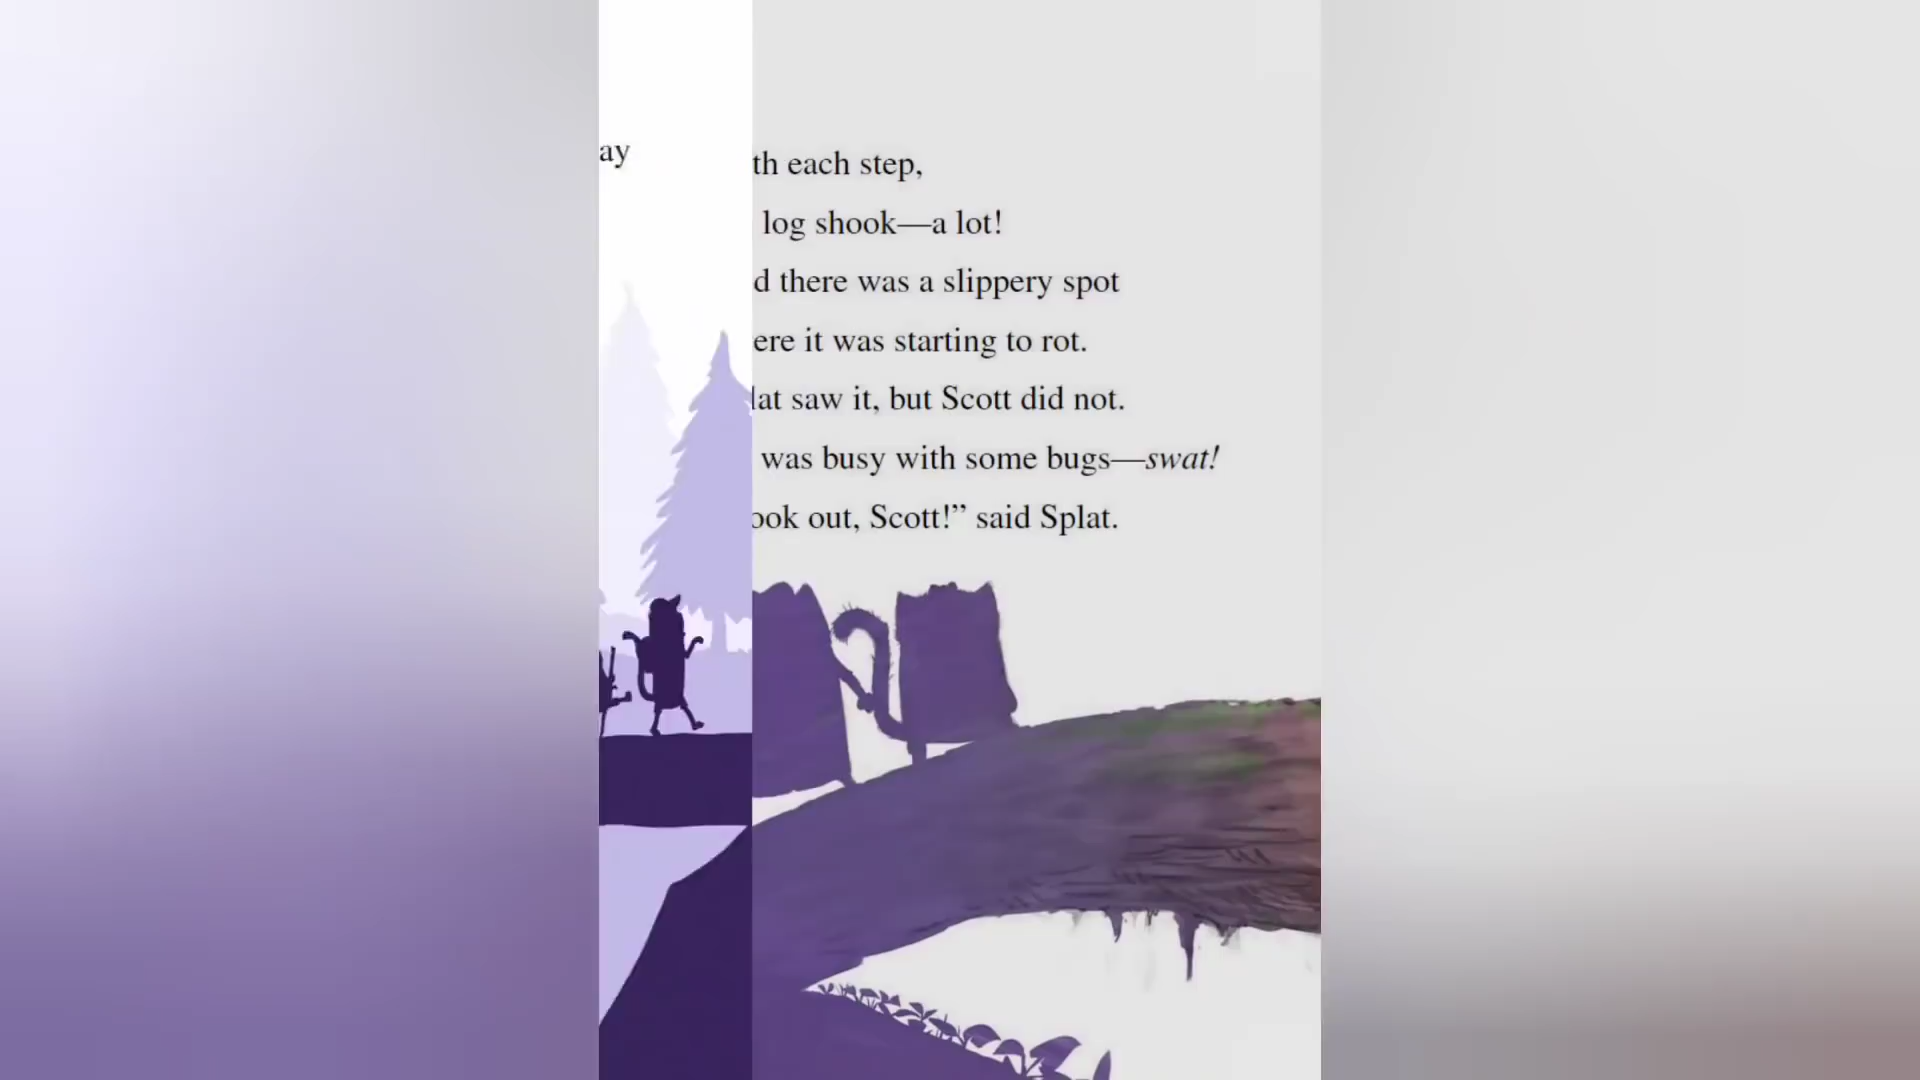 ay
th each step,
log shook—a lot!
d there was a slippery spot
ere it was starting to rot.
lat saw it, but Scott did not.
was busy with some bugs—swat!
ook out, Scott!” said Splat.